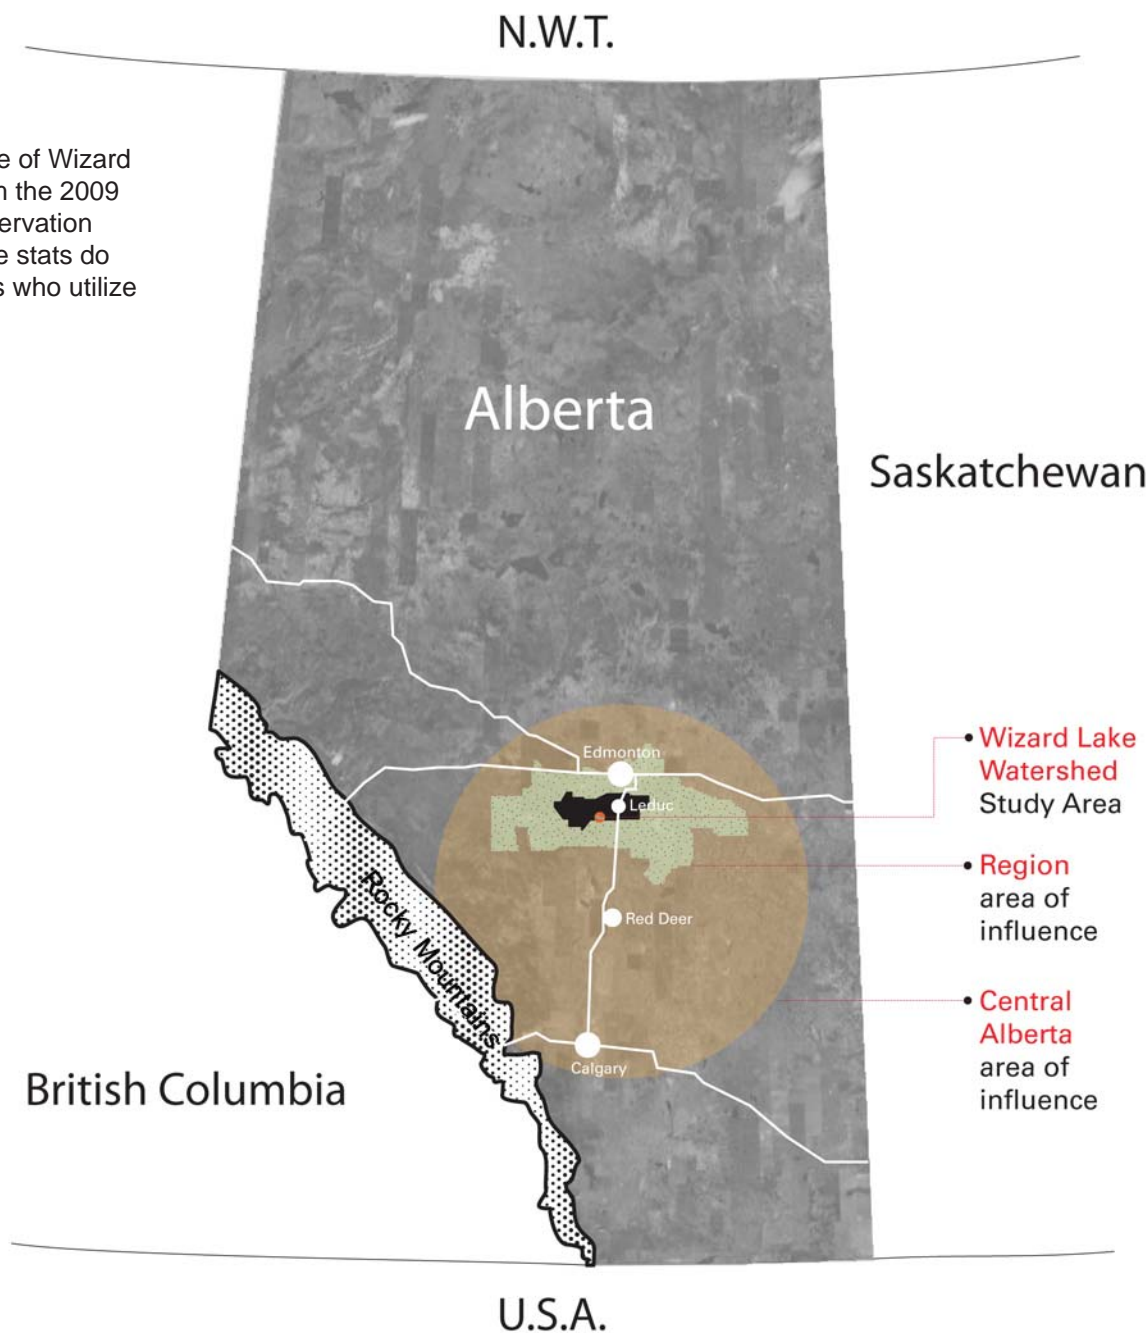 N.W.T.
e of Wizard
n the 2009
servation
e stats do
s who utilize
Alberta
Saskatchewan
Edmonton
Leduc
Red Deer
Calgary
Rocky Mountains
British Columbia
• Wizard Lake
Watershed
Study Area
• Region
area of
influence
• Central
Alberta
area of
influence
U.S.A.